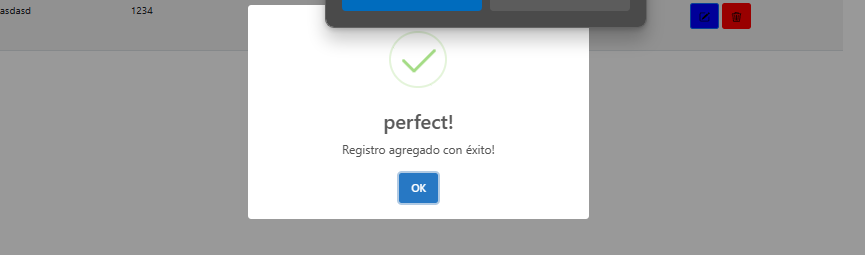 asdasd 1234
perfect!
Registro agregado con éxito!
OK